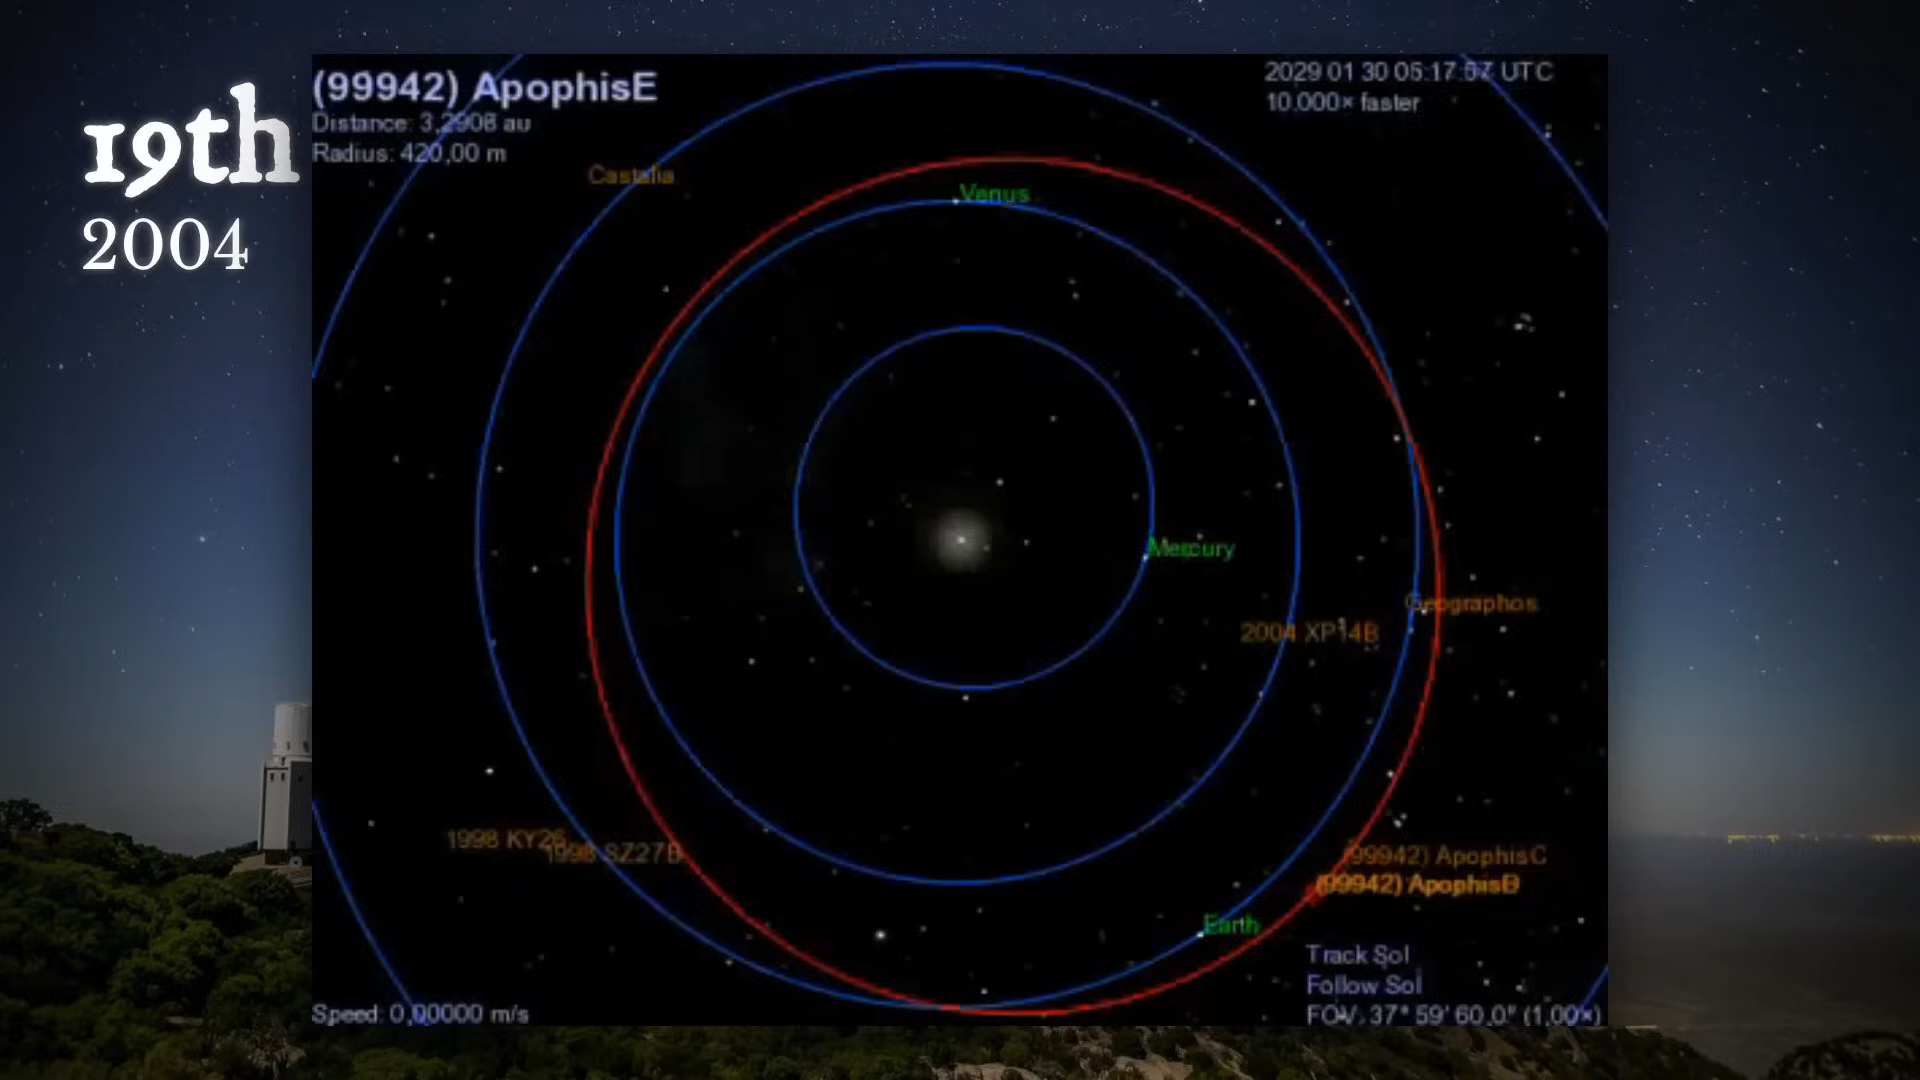 19th
2004
(99942) ApophisE
Distance: 3,2908 au
Radius: 420,00 m
2029 01 30 05:17:57 UTC
10.000× faster
Castalia
Venus
Mercury
Geographos
2004 XP14B
1998 KY26
1998 SZ27B
(99942) ApophisC
(99942) ApophisB
Earth
Track Sol
Follow Sol
Speed: 0,00000 m/s
FOV: 37° 59' 60.0" (1,00×)